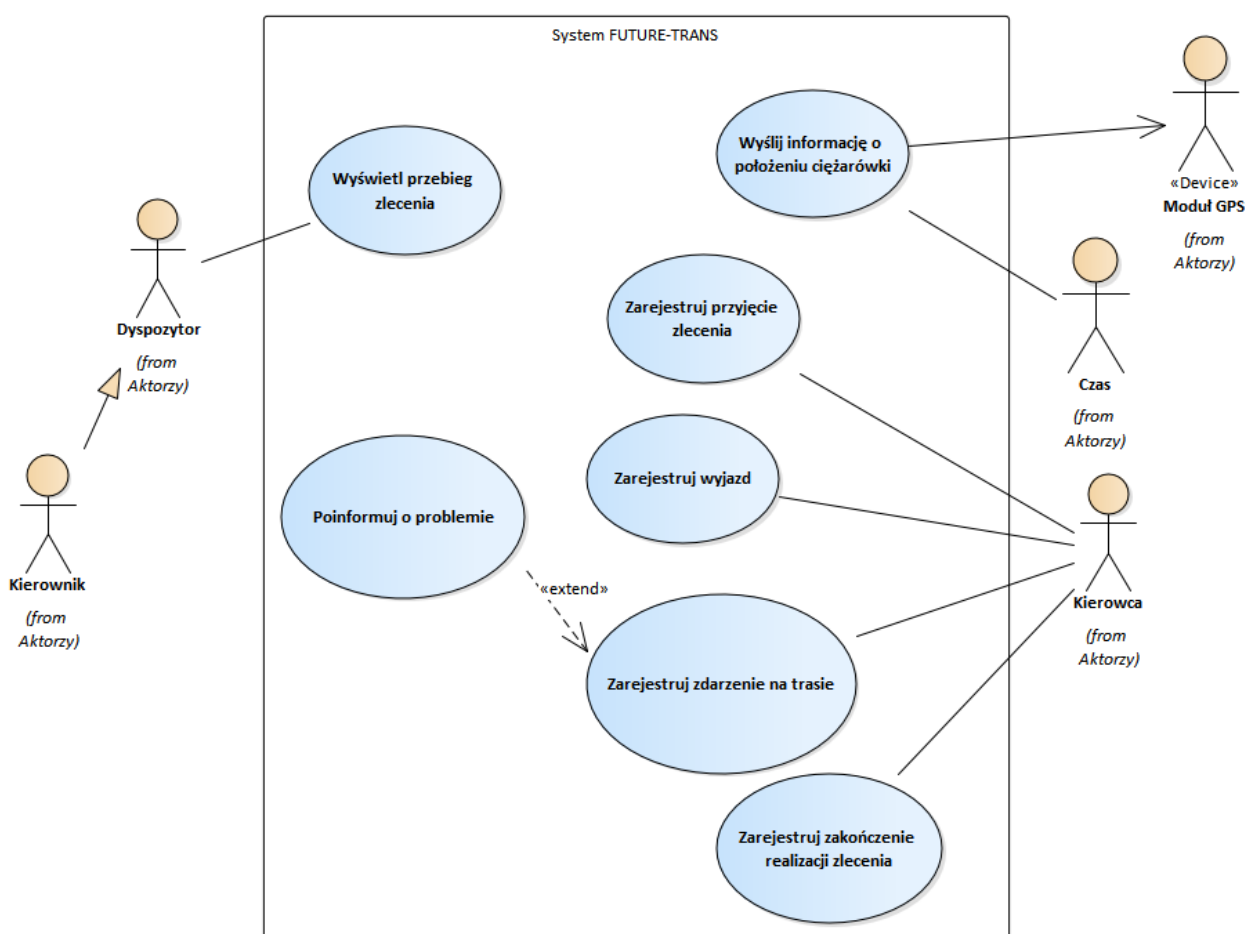 System FUTURE-TRANS
Wyświetl przebieg
zlecenia
Wyślij informację o
położeniu ciężarówki
«Device»
Moduł GPS
(from
Aktorzy)
Dyspozytor
(from
Aktorzy)
Zarejestruj przyjęcie
zlecenia
Czas
(from
Aktorzy)
Zarejestruj wyjazd
Poinformuj o problemie
Kierownik
(from
Aktorzy)
«extend»
Kierowca
(from
Aktorzy)
Zarejestruj zdarzenie na trasie
Zarejestruj zakończenie
realizacji zlecenia